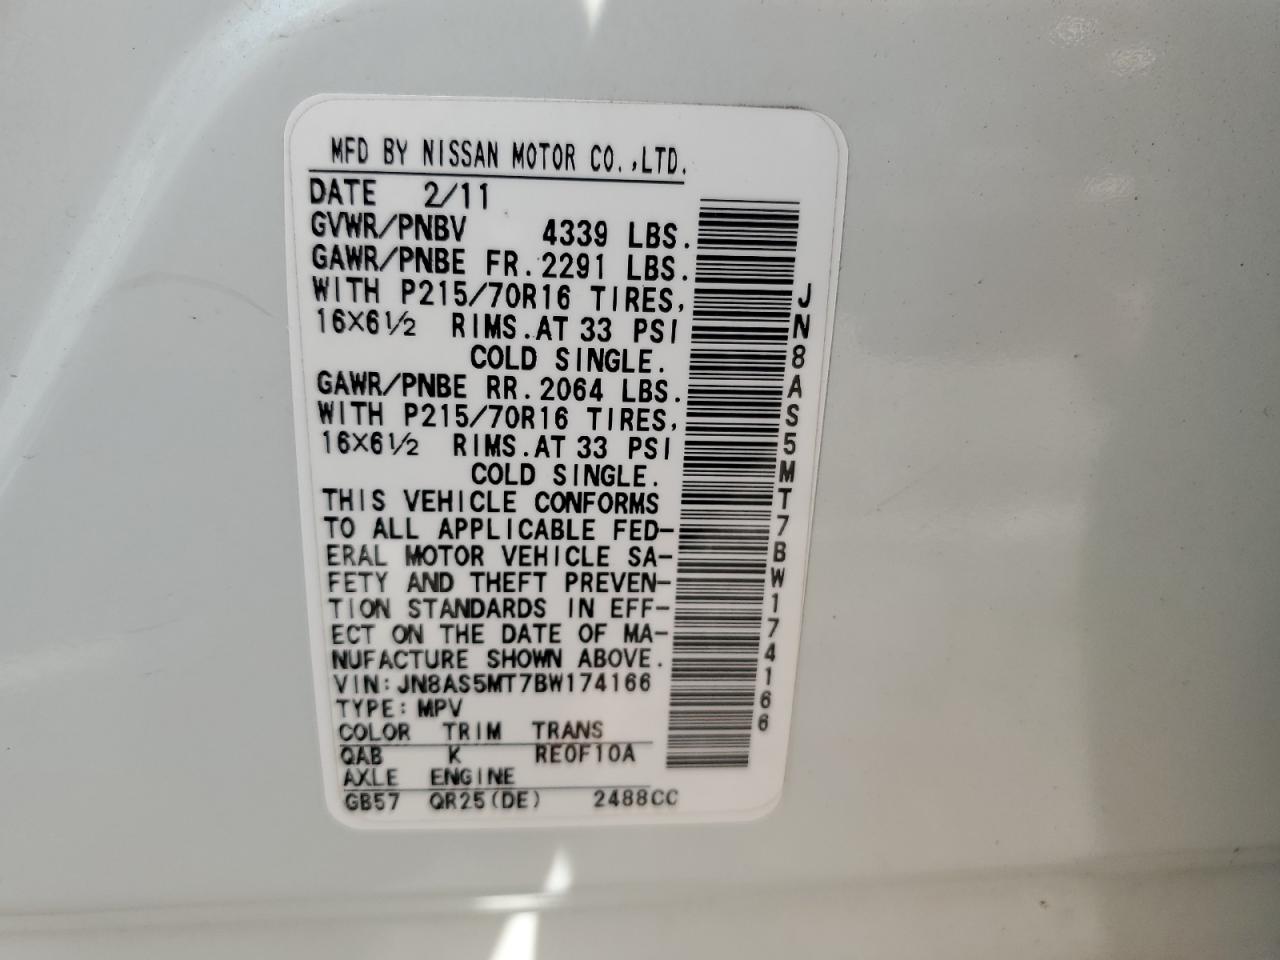 MFD BY NISSAN MOTOR CO.,LTD.
DATE 2/11
GVWR/PNBV 4339 LBS.
GAWR/PNBE FR.2291 LBS.
WITH P215/70R16 TIRES,
16×6½ RIMS.AT 33 PSI
COLD SINGLE.
GAWR/PNBE RR.2064 LBS.
WITH P215/70R16 TIRES,
16×6½ RIMS.AT 33 PSI
COLD SINGLE.
THIS VEHICLE CONFORMS
TO ALL APPLICABLE FED-
ERAL MOTOR VEHICLE SA-
FETY AND THEFT PREVEN-
TION STANDARDS IN EFF-
ECT ON THE DATE OF MA-
NUFACTURE SHOWN ABOVE.
VIN:JN8AS5MT7BW174166
TYPE:MPV
COLOR TRIM TRANS
QAB K RE0F10A
AXLE ENGINE
GB57 QR25(DE) 2488CC
JN8AS5MT7BW174166